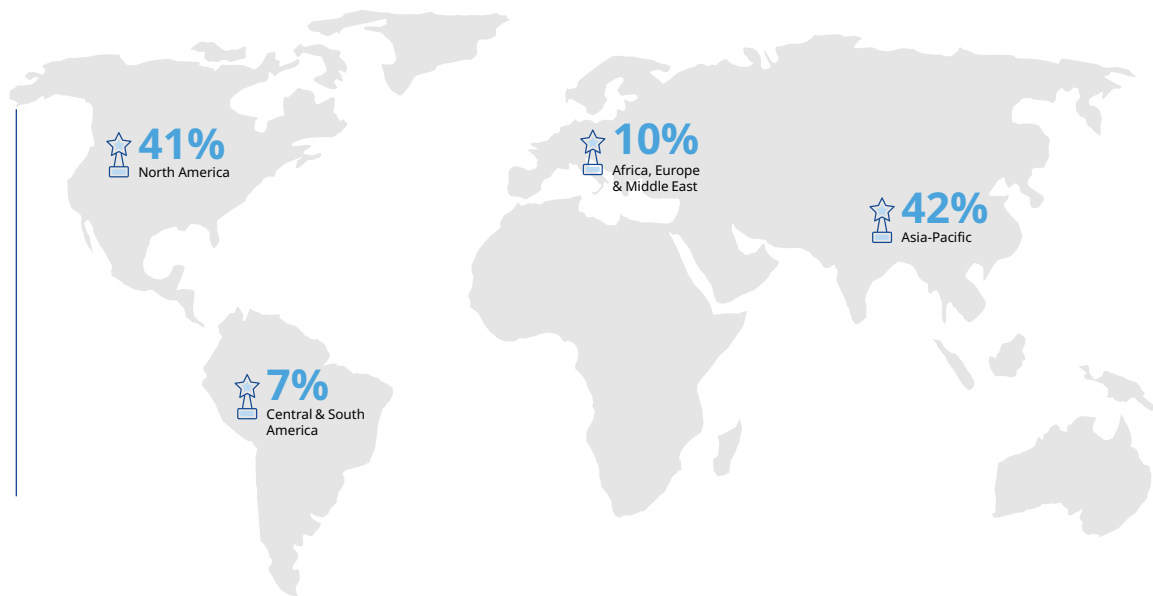 41%
North America
10%
Africa, Europe
& Middle East
42%
Asia-Pacific
7%
Central & South
America